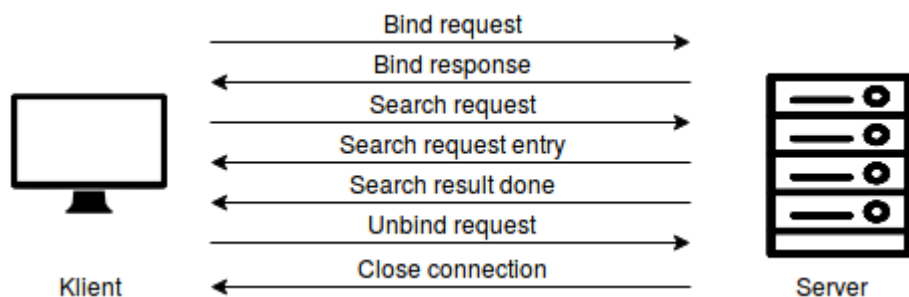 Bind request
Bind response
Search request
Search request entry
Search result done
Unbind request
Close connection
Klient
Server